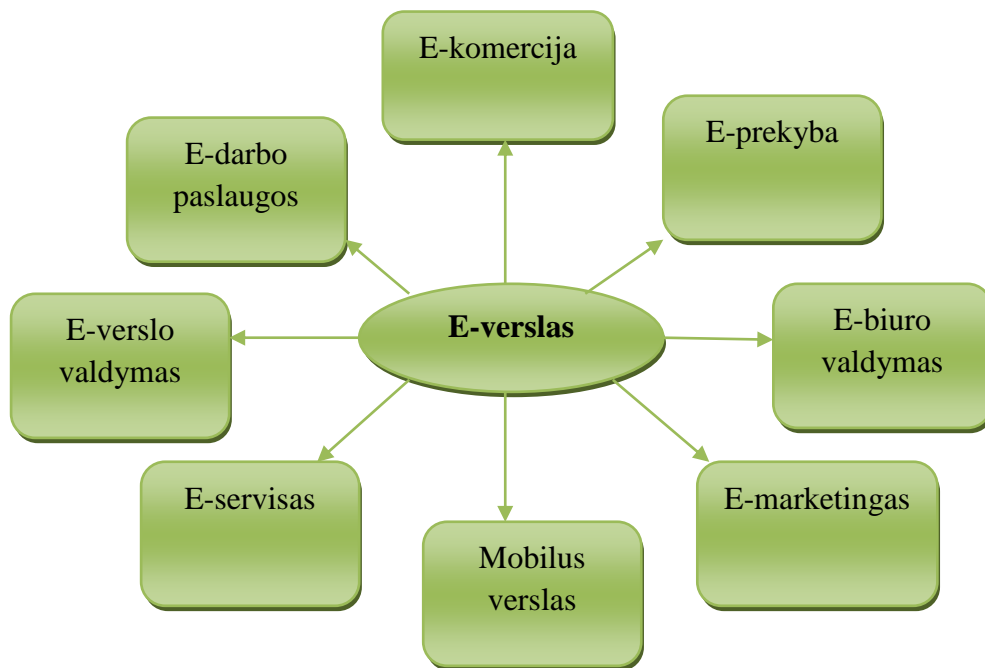 E-komercija
E-prekyba
E-darbo
paslaugos
E-verslas
E-verslo
valdymas
E-biuro
valdymas
E-servisas
E-marketingas
Mobilus
verslas